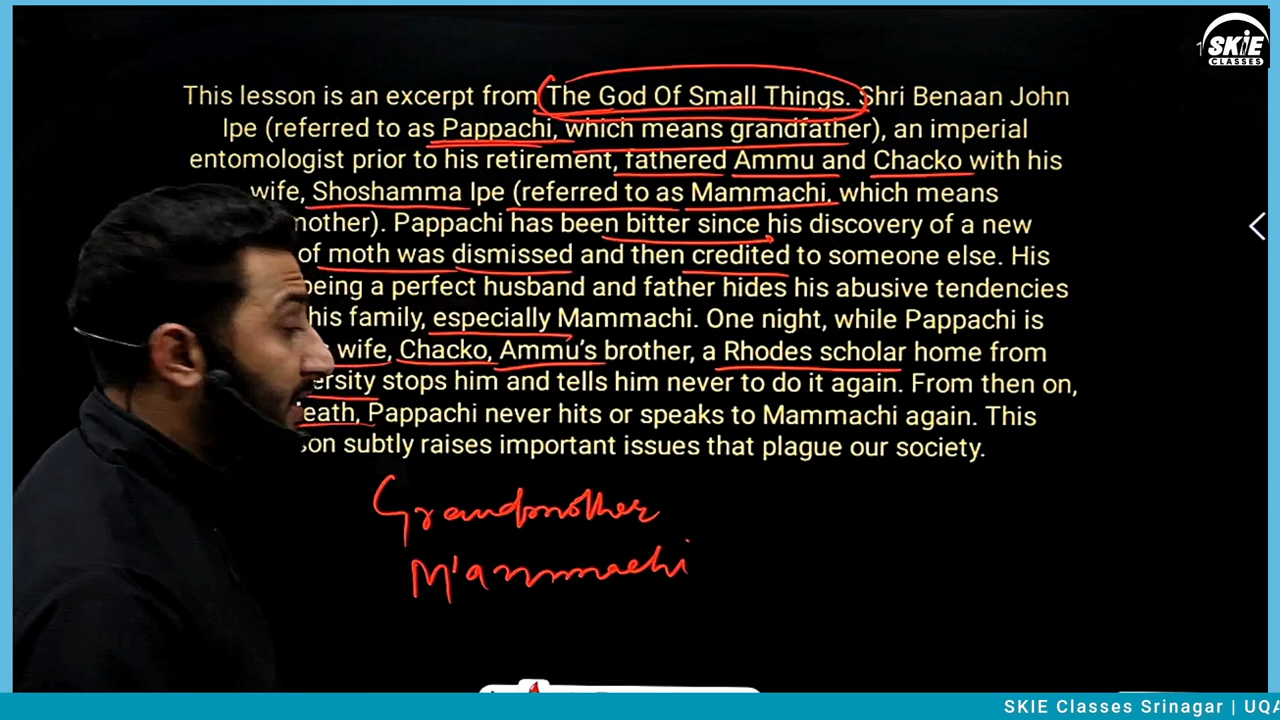 SKIE
CLASSES
This lesson is an excerpt from The God Of Small Things. Shri Benaan John
Ipe (referred to as Pappachi, which means grandfather), an imperial
entomologist prior to his retirement, fathered Ammu and Chacko with his
wife, Shoshamma Ipe (referred to as Mammachi, which means
mother). Pappachi has been bitter since his discovery of a new
of moth was dismissed and then credited to someone else. His
being a perfect husband and father hides his abusive tendencies
his family, especially Mammachi. One night, while Pappachi is
wife, Chacko, Ammu's brother, a Rhodes scholar home from
ersity stops him and tells him never to do it again. From then on,
eath, Pappachi never hits or speaks to Mammachi again. This
son subtly raises important issues that plague our society.
Grandmother
Mammachi
SKIE Classes Srinagar | UQA